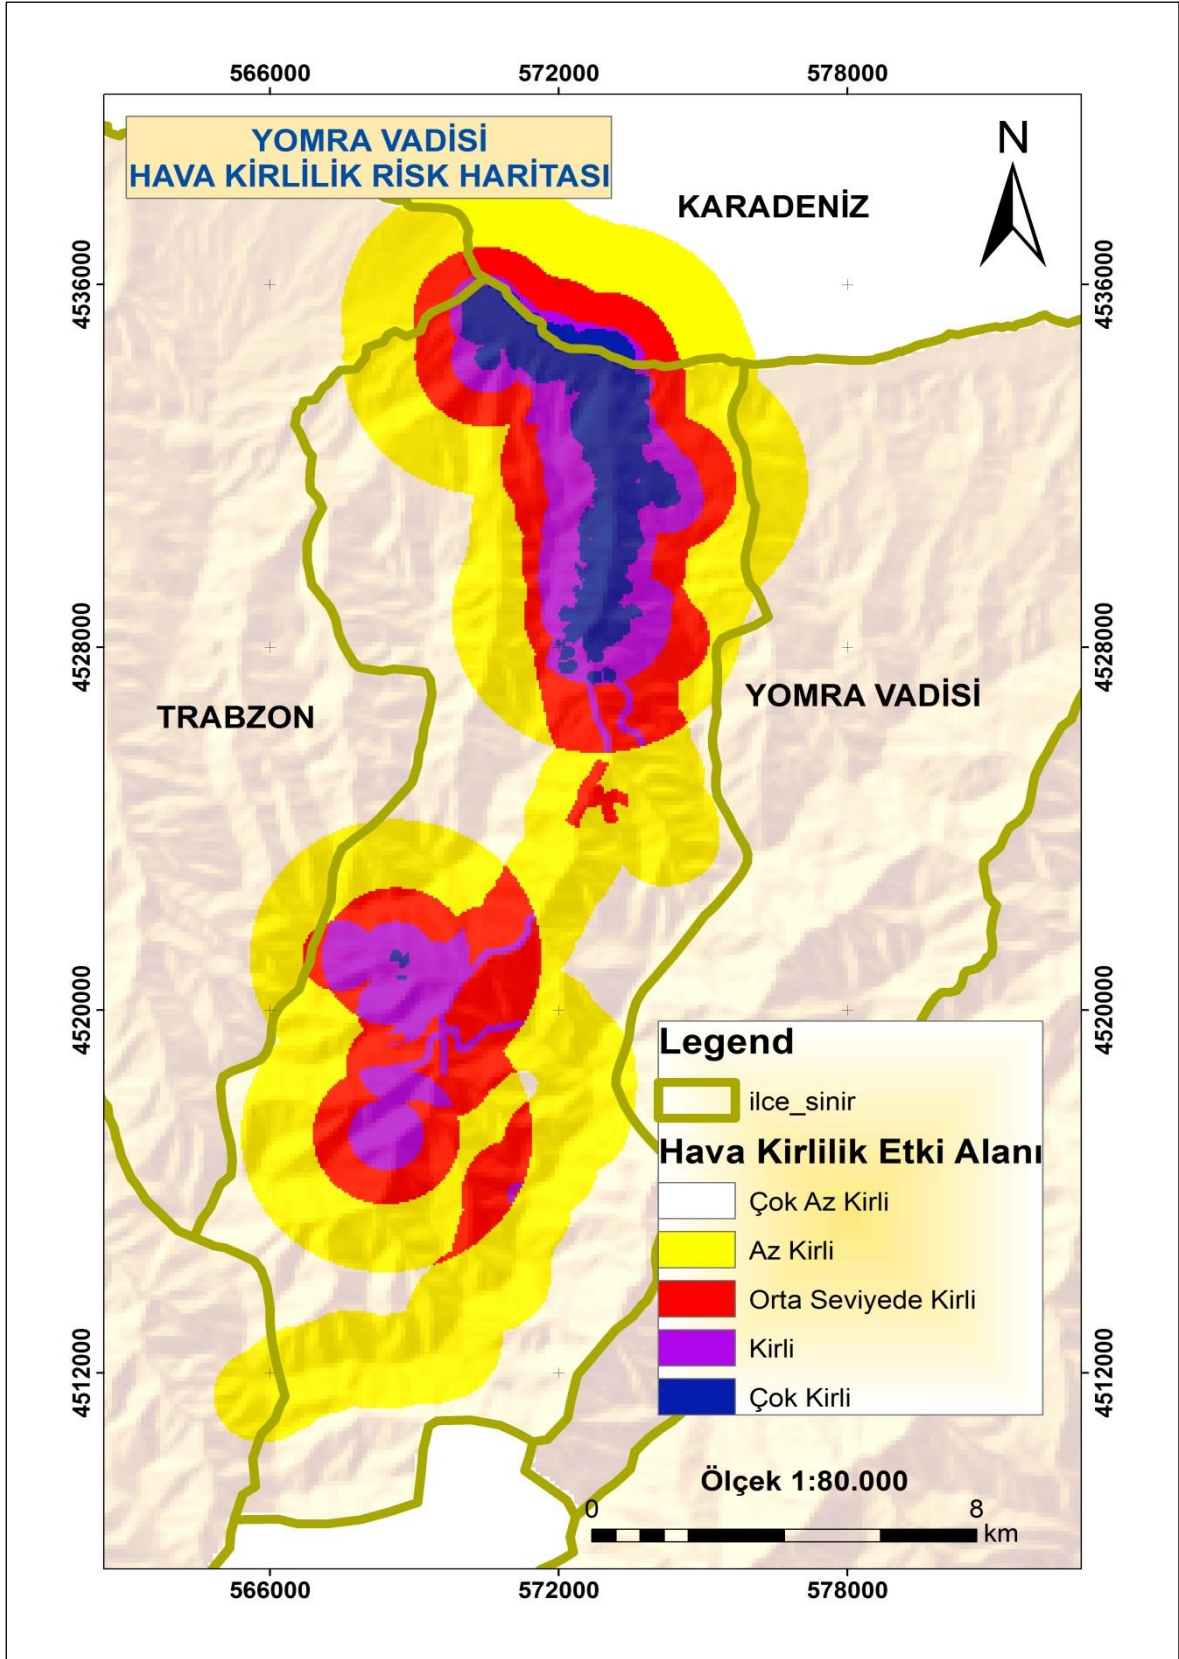 566000
572000
578000
YOMRA VADİSİ
HAVA KİRLİLİK RİSK HARİTASI
N
KARADENİZ
4536000
4536000
4528000
4528000
TRABZON
YOMRA VADİSİ
4520000
4520000
Legend
ilce_sinir
Hava Kirlilik Etki Alanı
Çok Az Kirli
Az Kirli
Orta Seviyede Kirli
Kirli
Çok Kirli
4512000
4512000
Ölçek 1:80.000
0
8
km
566000
572000
578000